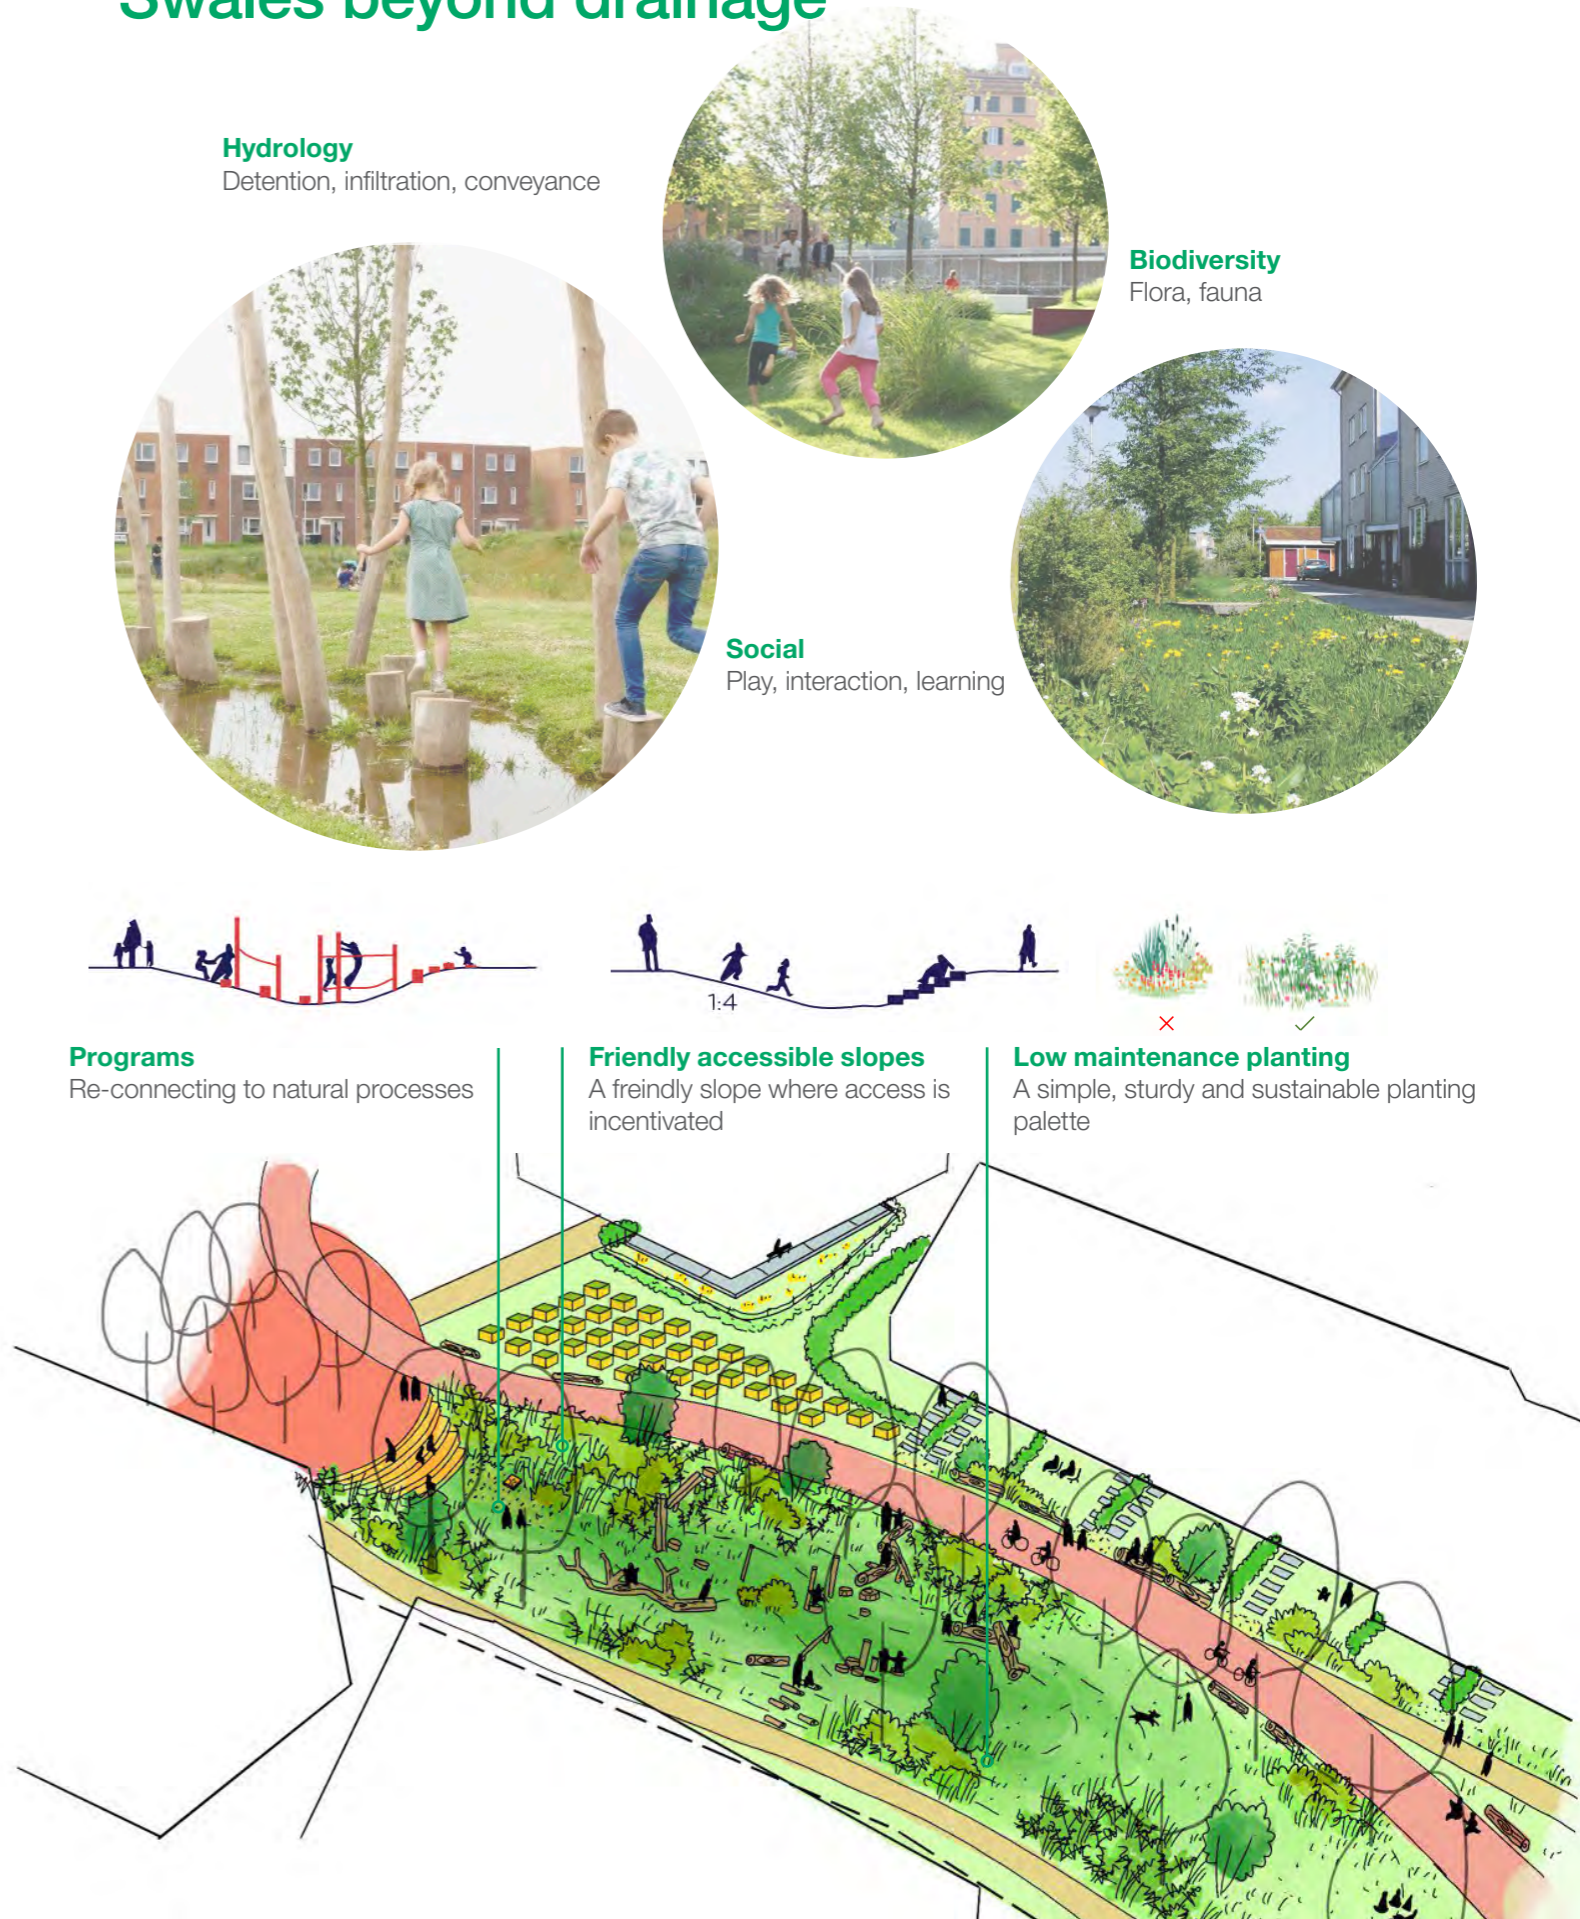 Swales beyond drainage
Hydrology
Detention, infiltration, conveyance
Biodiversity
Flora, fauna
Social
Play, interaction, learning
1:4
Programs
Re-connecting to natural processes
Friendly accessible slopes
A freindly slope where access is
incentivated
Low maintenance planting
A simple, sturdy and sustainable planting
palette